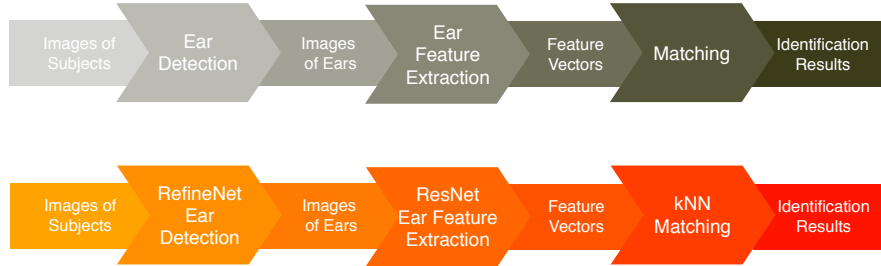 Images of
Subjects
Ear
Detection
Images
of Ears
Ear
Feature
Extraction
Feature
Vectors
Matching
Identification
Results
Images of
Subjects
RefineNet
Ear
Detection
Images
of Ears
ResNet
Ear Feature
Extraction
Feature
Vectors
kNN
Matching
Identification
Results